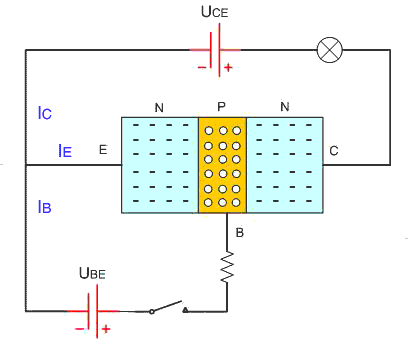 UCE
- +
N P N
IC
IE E C
IB
B
UBE
- +